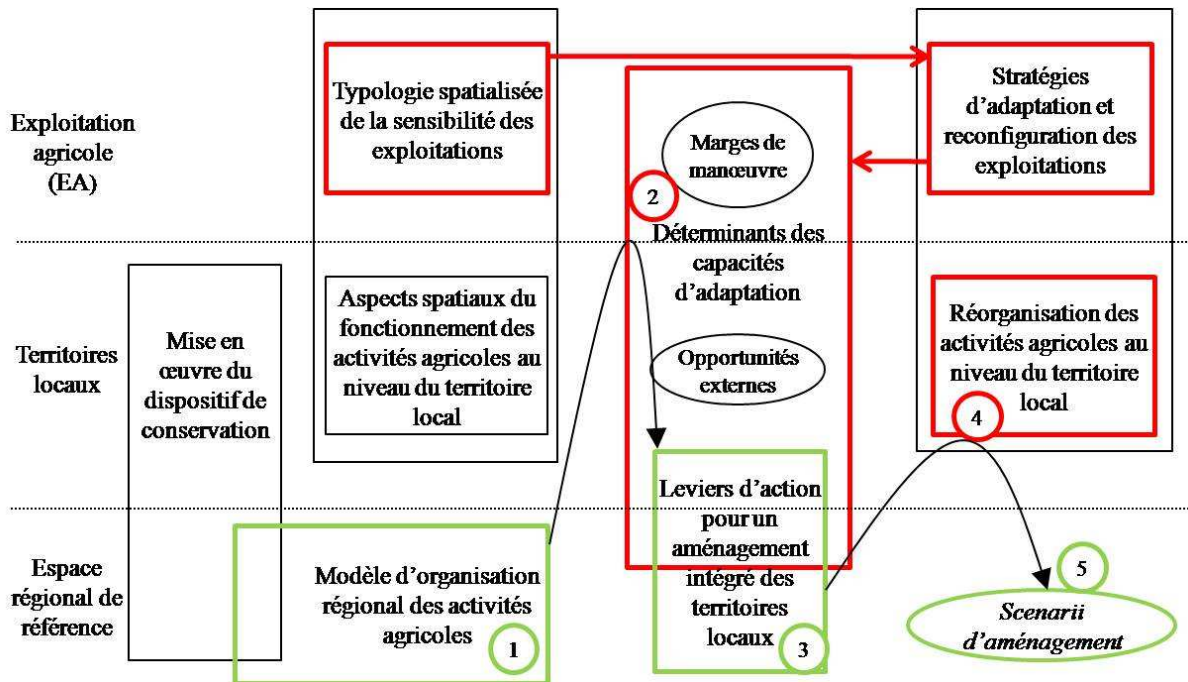 Exploitation
agricole
(EA)
Typologie spatialisée
de la sensibilité des
exploitations
Marges de
manœuvre
2
Déterminants des
capacités
d’adaptation
Stratégies
d’adaptation et
reconfiguration des
exploitations
Territoires
locaux
Mise en
œuvre du
dispositif de
conservation
Aspects spatiaux du
fonctionnement des
activités agricoles au
niveau du territoire
local
Opportunités
externes
Réorganisation des
activités agricoles au
niveau du territoire
local
4
Espace
régional de
référence
Modèle d’organisation
régional des activités
agricoles
1
Leviers d’action
pour un
aménagement
intégré des
territoires
locaux
3
5
Scenarii
d’aménagement